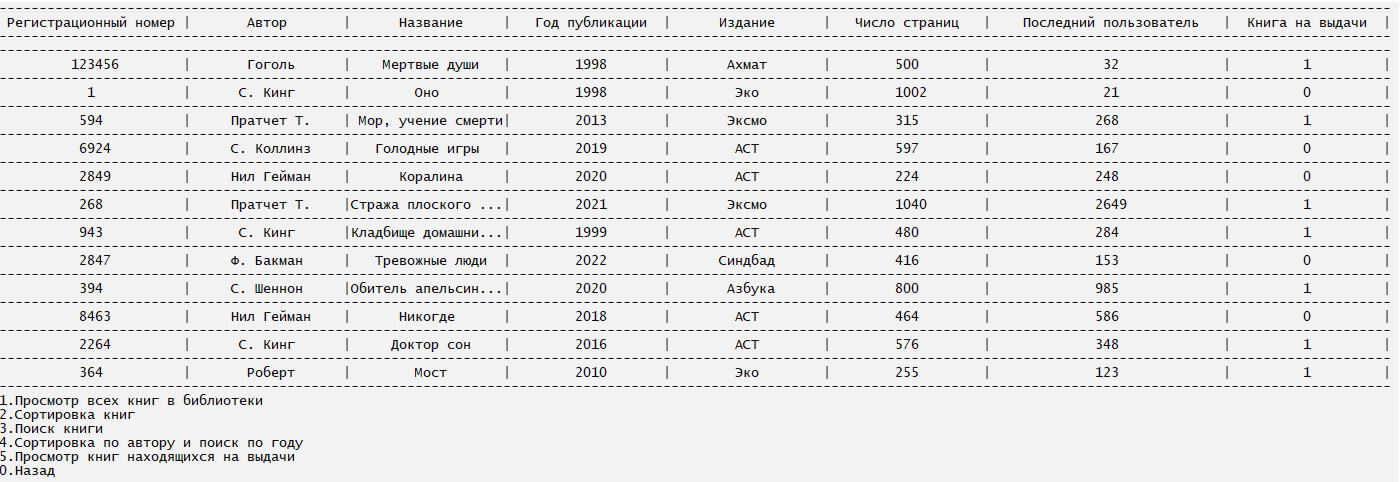 Регистрационный номер | Автор | Название | Год публикации | Издание | Число страниц | Последний пользователь | Книга на выдачи |
123456 | Гоголь | Мертвые души | 1998 | Ахмат | 500 | 32 | 1 |
1 | С. Кинг | Оно | 1998 | Эко | 1002 | 21 | 0 |
594 | Пратчет Т. | Мор, учение смерти| 2013 | Эксмо | 315 | 268 | 1 |
6924 | С. Коллинз | Голодные игры | 2019 | АСТ | 597 | 167 | 0 |
2849 | Нил Гейман | Коралина | 2020 | АСТ | 224 | 248 | 0 |
268 | Пратчет Т. |Стража плоского ...| 2021 | Эксмо | 1040 | 2649 | 1 |
943 | С. Кинг |Кладбище домашни...| 1999 | АСТ | 480 | 284 | 1 |
2847 | Ф. Бакман | Тревожные люди | 2022 | Синдбад | 416 | 153 | 0 |
394 | С. Шеннон |Обитель апельсин...| 2020 | Азбука | 800 | 985 | 1 |
8463 | Нил Гейман | Никогде | 2018 | АСТ | 464 | 586 | 0 |
2264 | С. Кинг | Доктор сон | 2016 | АСТ | 576 | 348 | 1 |
364 | Роберт | Мост | 2010 | Эко | 255 | 123 | 1 |
1.Просмотр всех книг в библиотеки
2.Сортировка книг
3.Поиск книги
4.Сортировка по автору и поиск по году
5.Просмотр книг находящихся на выдачи
0.Назад